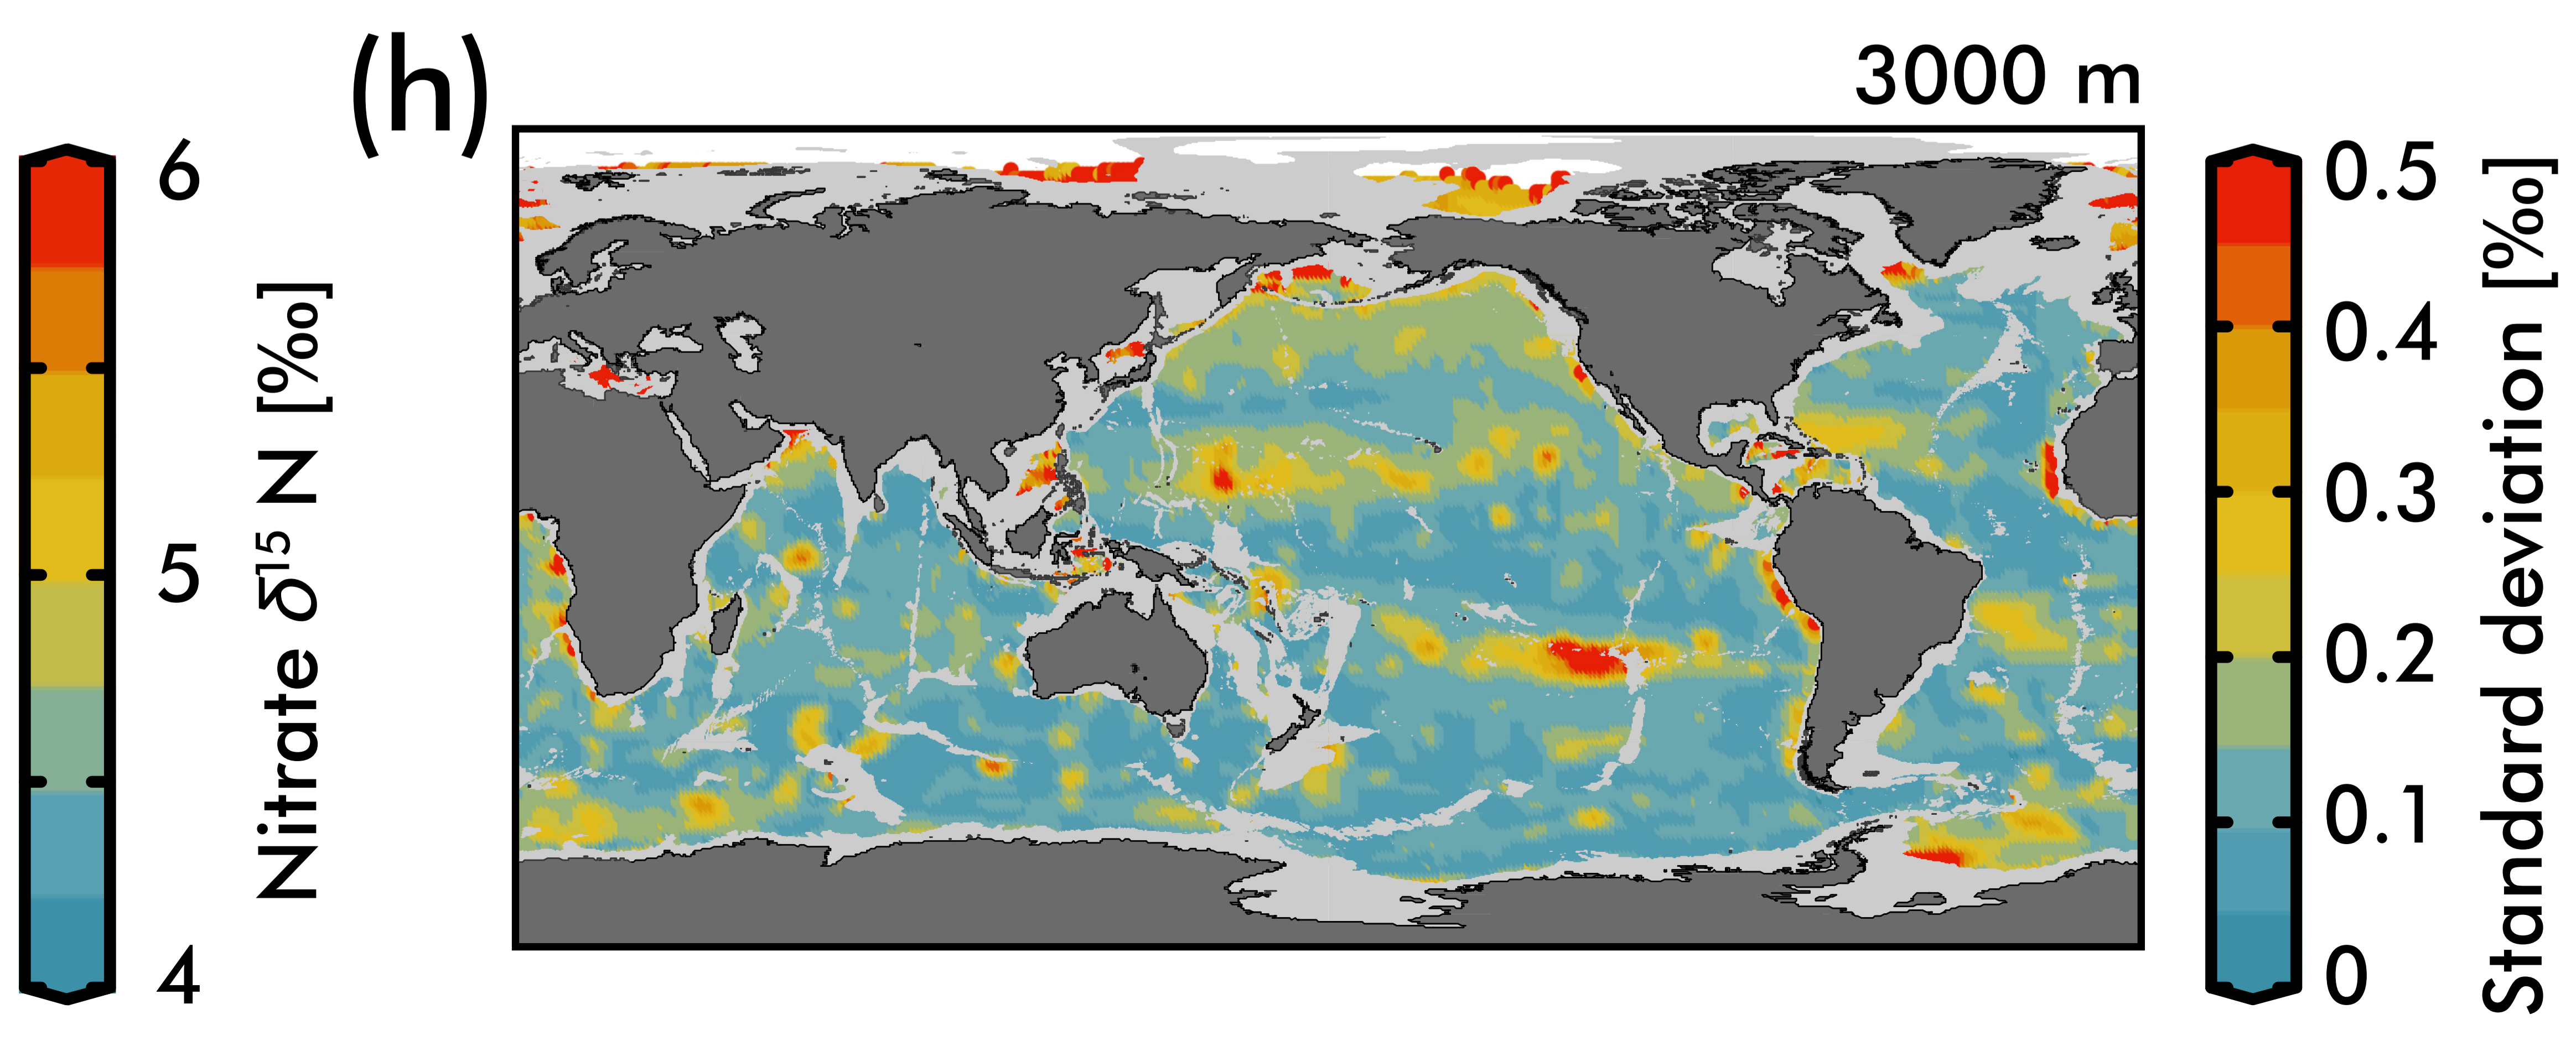 (h)
3000 m
6
5
4
Nitrate δ¹⁵ N [‰]
0.5
0.4
0.3
0.2
0.1
0
Standard deviation [‰]